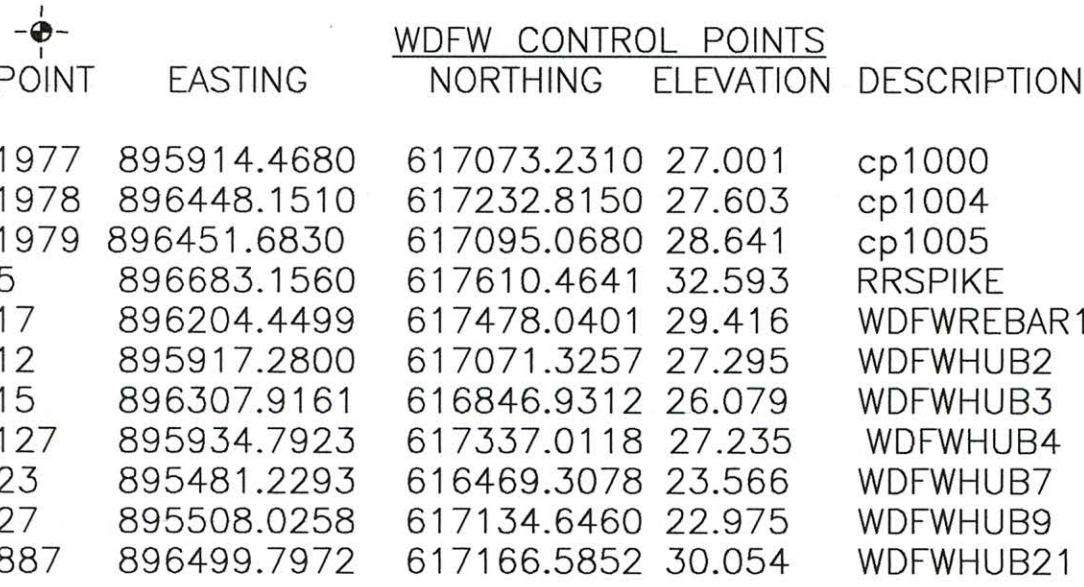 WDFW CONTROL POINTS
POINT EASTING NORTHING ELEVATION DESCRIPTION
1977 895914.4680 617073.2310 27.001 cp1000
1978 896448.1510 617232.8150 27.603 cp1004
1979 896451.6830 617095.0680 28.641 cp1005
5 896683.1560 617610.4641 32.593 RRSPIKE
17 896204.4499 617478.0401 29.416 WDFWREBAR1
12 895917.2800 617071.3257 27.295 WDFWHUB2
15 896307.9161 616846.9312 26.079 WDFWHUB3
127 895934.7923 617337.0118 27.235 WDFWHUB4
23 895481.2293 616469.3078 23.566 WDFWHUB7
27 895508.0258 617134.6460 22.975 WDFWHUB9
887 896499.7972 617166.5852 30.054 WDFWHUB21